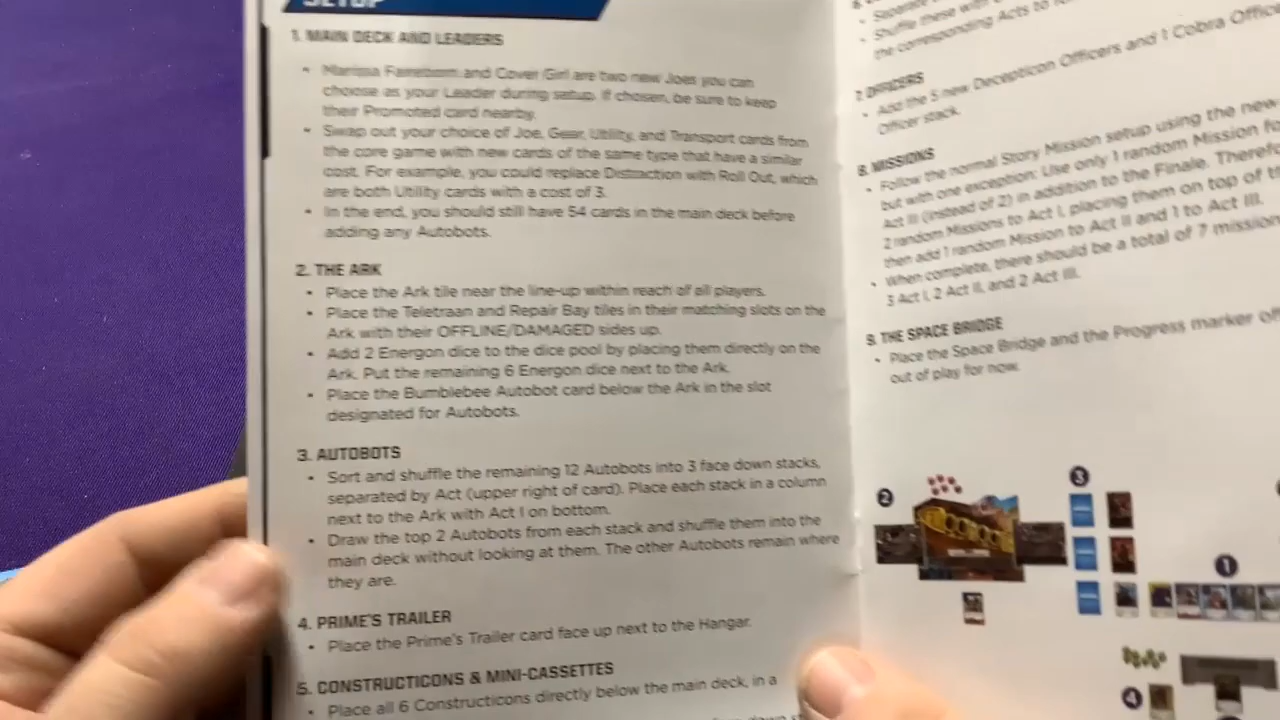 SETUP
1. MAIN DECK AND LEADERS
• Marissa Faireborn and Cover Girl are two new Joes you can
choose as your Leader during setup. If chosen, be sure to keep
their Promoted card nearby.
• Swap out your choice of Joe, Gear, Utility, and Transport cards from
the core game with new cards of the same type that have a similar
cost. For example, you could replace Distraction with Roll Out, which
are both Utility cards with a cost of 3.
• In the end, you should still have 54 cards in the main deck before
adding any Autobots.
2. THE ARK
• Place the Ark tile near the line-up within reach of all players.
• Place the Teletraan and Repair Bay tiles in their matching slots on the
Ark with their OFFLINE/DAMAGED sides up.
• Add 2 Energon dice to the dice pool by placing them directly on the
Ark. Put the remaining 6 Energon dice next to the Ark.
• Place the Bumblebee Autobot card below the Ark in the slot
designated for Autobots.
3. AUTOBOTS
• Sort and shuffle the remaining 12 Autobots into 3 face down stacks,
separated by Act (upper right of card). Place each stack in a column
next to the Ark with Act I on bottom.
• Draw the top 2 Autobots from each stack and shuffle them into the
main deck without looking at them. The other Autobots remain where
they are.
4. PRIME'S TRAILER
• Place the Prime's Trailer card face up next to the Hangar.
5. CONSTRUCTICONS & MINI-CASSETTES
• Place all 6 Constructicons directly below the main deck, in a
down
• Separate
• Shuffle these with
the corresponding Acts to
7. OFFICERS
• Add the 5 new Decepticon Officers and 1 Cobra
Officer stack.
8. MISSIONS
• Follow the normal Story Mission setup using the new
but with one exception: Use only 1 random Mission
Act III (instead of 2) in addition to the Finale.
2 random Missions to Act I, placing them on top of
then add 1 random Mission to Act II and 1 to Act III.
• When complete, there should be a total of 7
3 Act I, 2 Act II, and 2 Act III.
9. THE SPACE BRIDGE
• Place the Space Bridge and the Progress marker
out of play for now.
2
3
1
4